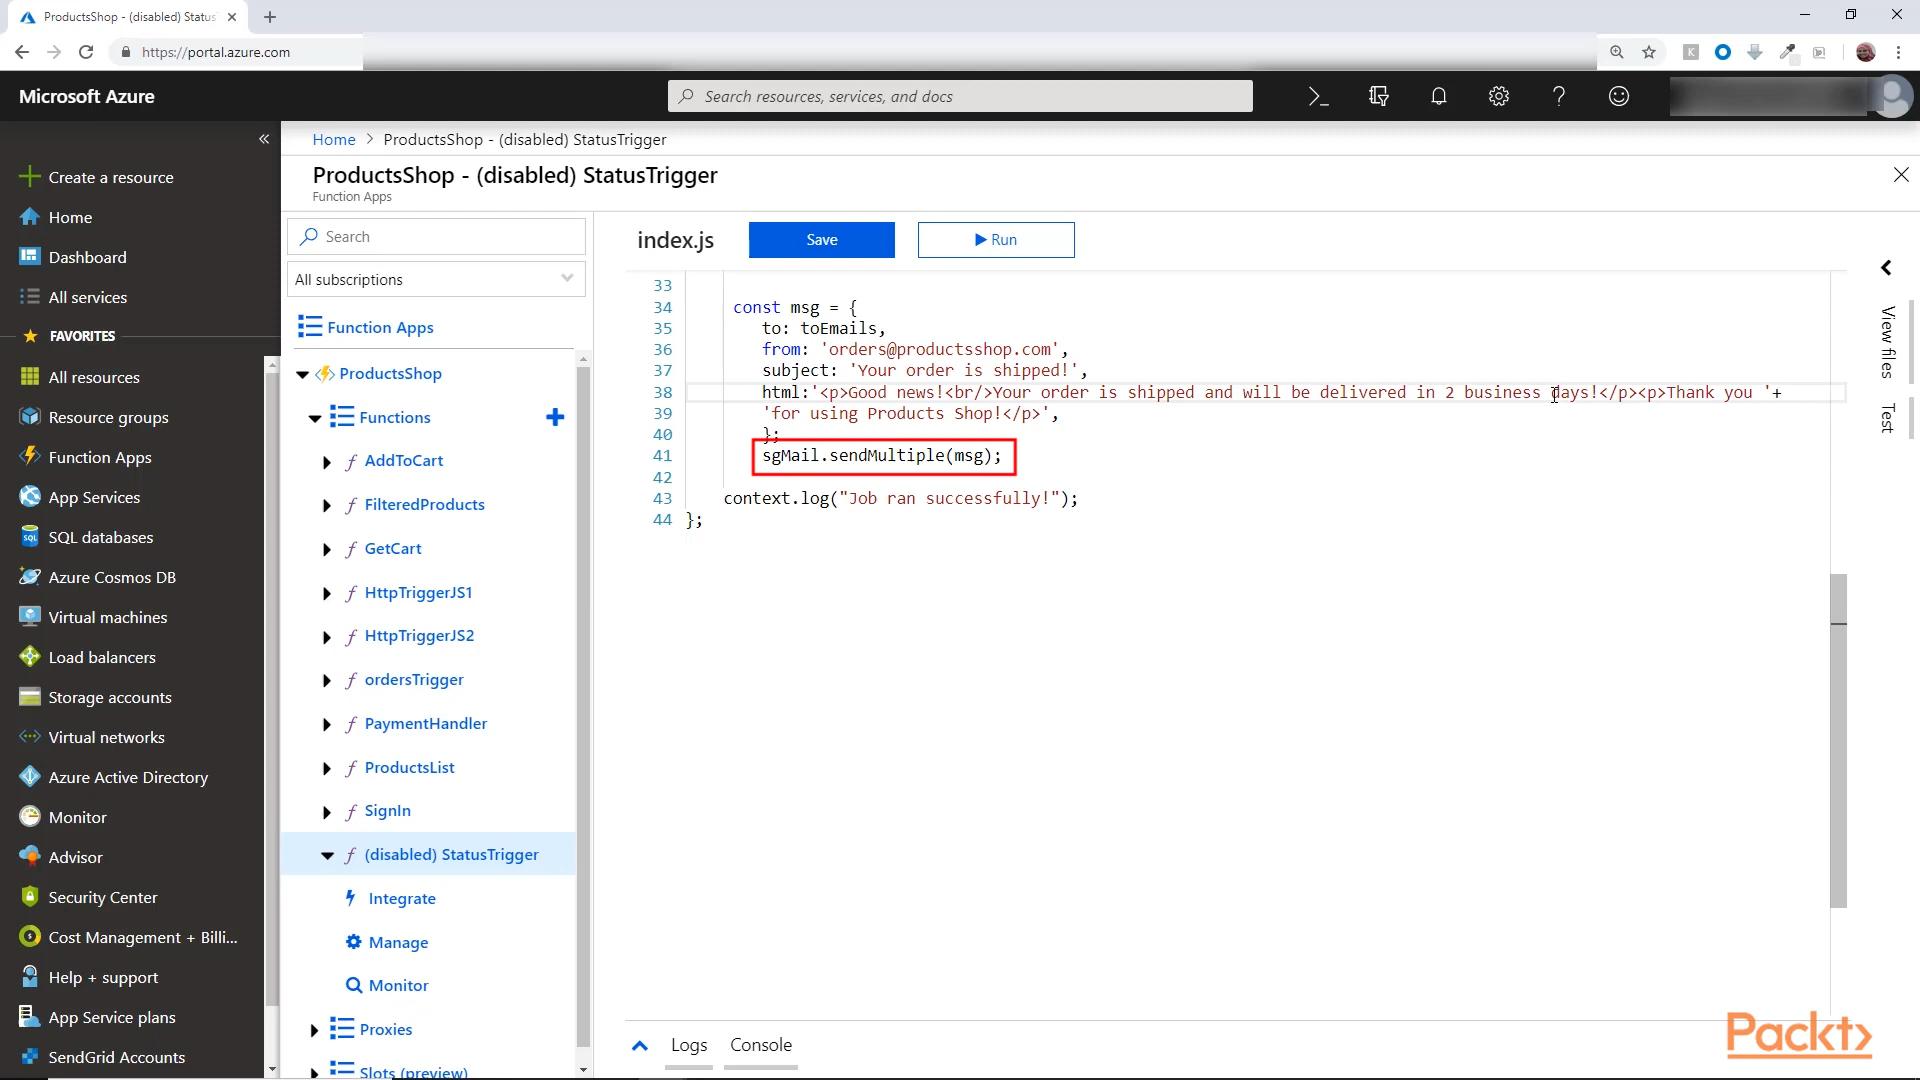 ProductsShop - (disabled) Status
https://portal.azure.com
K
Microsoft Azure
Search resources, services, and docs
Home > ProductsShop - (disabled) StatusTrigger
ProductsShop - (disabled) StatusTrigger
Function Apps
Create a resource
Home
Dashboard
All services
FAVORITES
All resources
Resource groups
Function Apps
App Services
SQL databases
Azure Cosmos DB
Virtual machines
Load balancers
Storage accounts
Virtual networks
Azure Active Directory
Monitor
Advisor
Security Center
Cost Management + Billi...
Help + support
App Service plans
SendGrid Accounts
Search
All subscriptions
Function Apps
ProductsShop
Functions
AddToCart
FilteredProducts
GetCart
HttpTriggerJS1
HttpTriggerJS2
ordersTrigger
PaymentHandler
ProductsList
SignIn
(disabled) StatusTrigger
Integrate
Manage
Monitor
Proxies
Slots (preview)
index.js
Save
Run
33
34 const msg = {
35 to: toEmails,
36 from: 'orders@productsshop.com',
37 subject: 'Your order is shipped!',
38 html:'<p>Good news!<br/>Your order is shipped and will be delivered in 2 business days!</p><p>Thank you '+
39 'for using Products Shop!</p>',
40 };
41 sgMail.sendMultiple(msg);
42
43 context.log("Job ran successfully!");
44 };
View files
Test
Logs
Console
Packt>